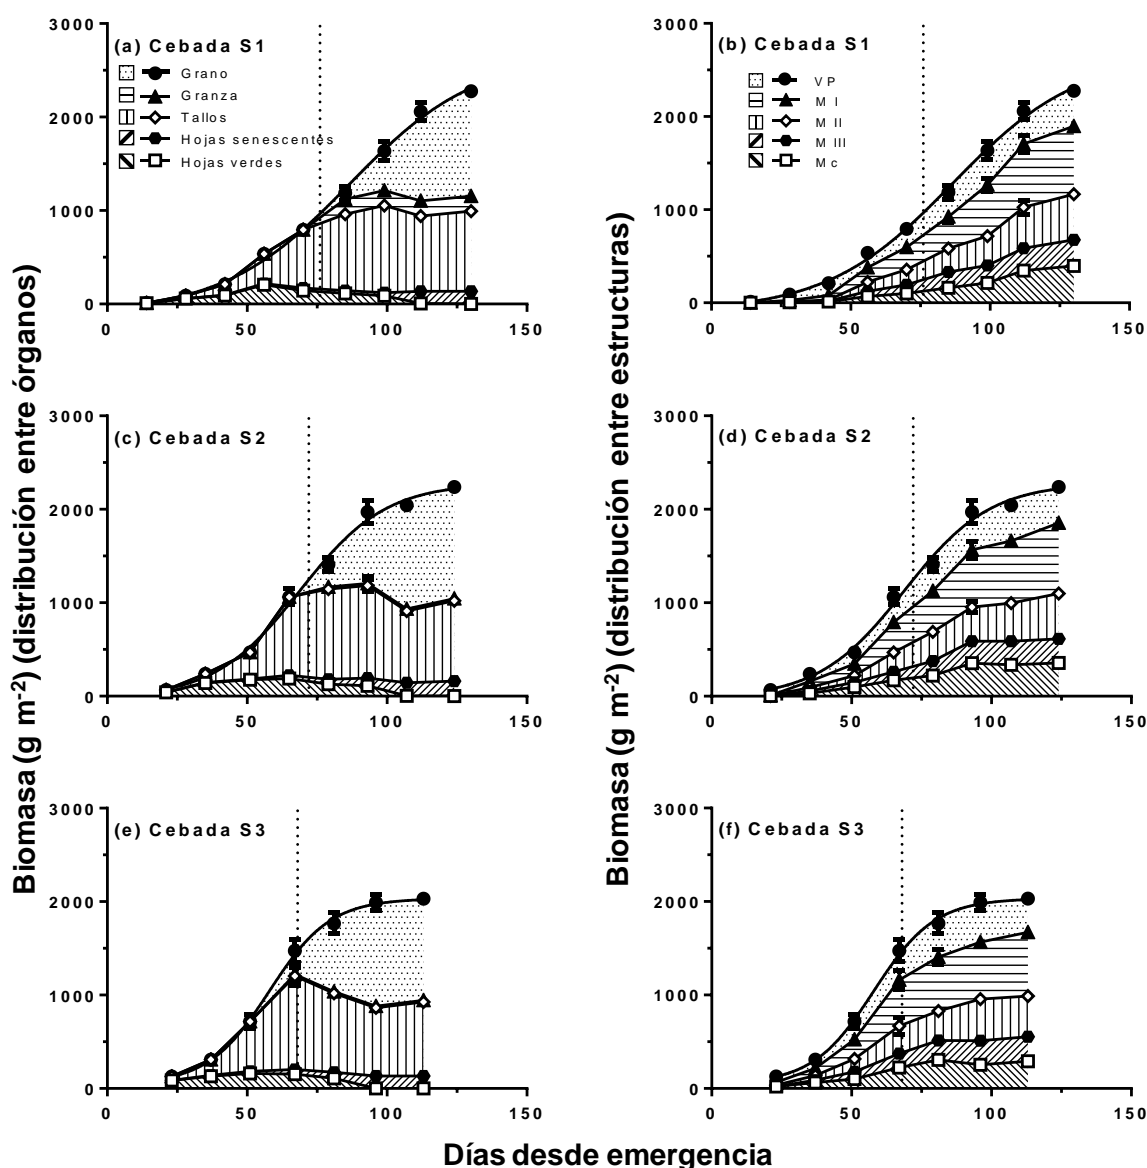 Biomasa (g m-2) (distribución entre órganos)
3000
2000
1000
0
(a) Cebada S1
Grano
Granza
Tallos
Hojas senescentes
Hojas verdes
0 50 100 150
Biomasa (g m-2) (distribución entre estructuras)
3000
2000
1000
0
(b) Cebada S1
VP
M I
M II
M III
Mc
0 50 100 150
3000
2000
1000
0
(c) Cebada S2
0 50 100 150
3000
2000
1000
0
(d) Cebada S2
0 50 100 150
3000
2000
1000
0
(e) Cebada S3
0 50 100 150
3000
2000
1000
0
(f) Cebada S3
0 50 100 150
Días desde emergencia